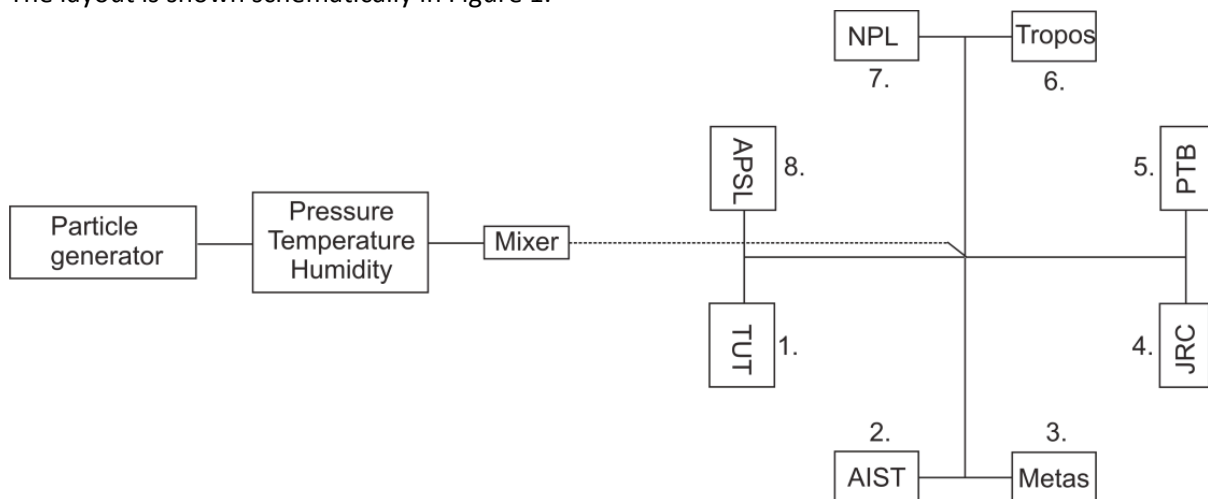 The layout is shown schematically in Figure 1.
NPL
Tropos
7.
6.
APSL
8.
5.
PTB
Particle
generator
Pressure
Temperature
Humidity
Mixer
TUT
1.
4.
JRC
2.
3.
AIST
Metas